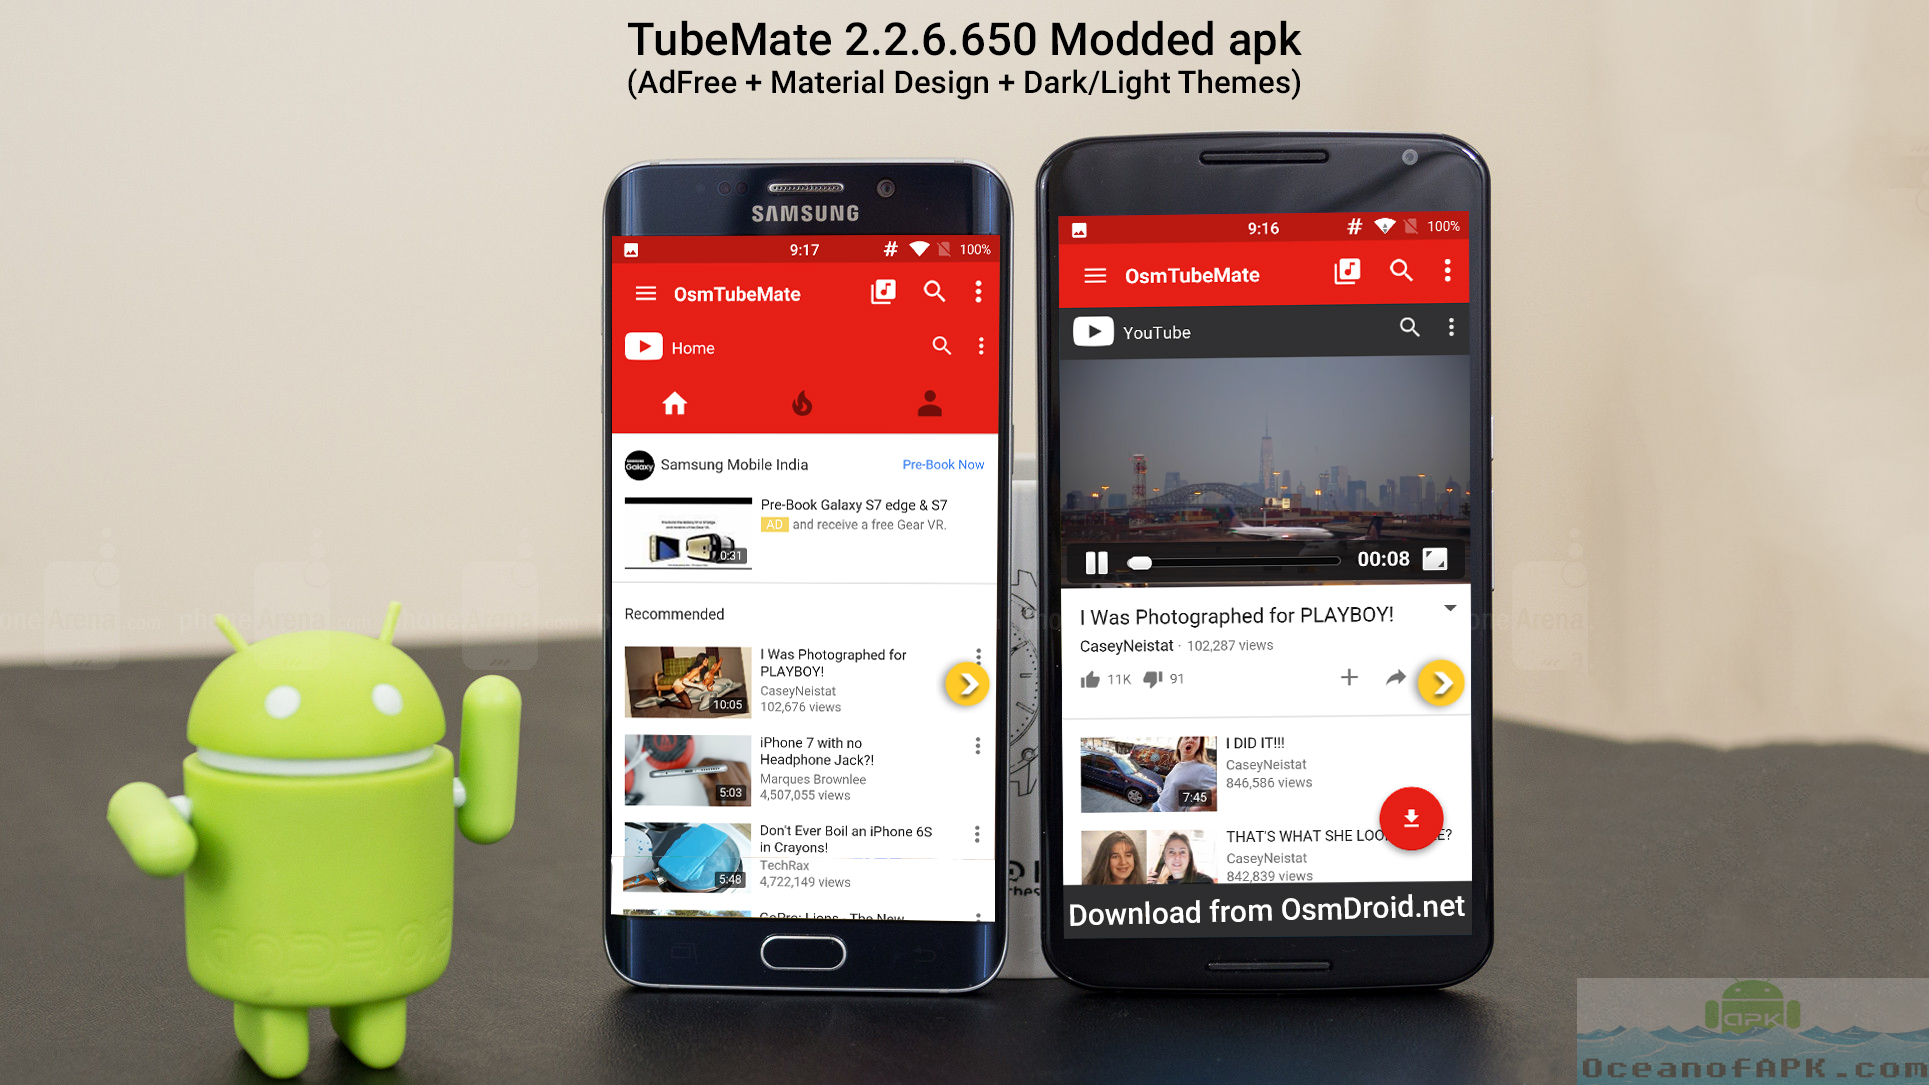 TubeMate 2.2.6.650 Modded apk
(AdFree + Material Design + Dark/Light Themes)
SAMSUNG
9:17
100%
OsmTubeMate
Home
Samsung Mobile India
Pre-Book Now
Pre-Book Galaxy S7 edge & S7
AD and receive a free Gear VR.
0:31
Recommended
I Was Photographed for
PLAYBOY!
CaseyNeistat
102,676 views
10:05
iPhone 7 with no
Headphone Jack?!
Marques Brownlee
4,507,055 views
5:03
Don't Ever Boil an iPhone 6S
in Crayons!
TechRax
4,722,149 views
5:48
GoPro: Lions - The New
9:16
100%
OsmTubeMate
YouTube
00:08
I Was Photographed for PLAYBOY!
CaseyNeistat · 102,287 views
11K
91
I DID IT!!!
CaseyNeistat
846,586 views
7:45
THAT'S WHAT SHE
CaseyNeistat
842,839 views
Download from OsmDroid.net
APK
OceanofAPK.com